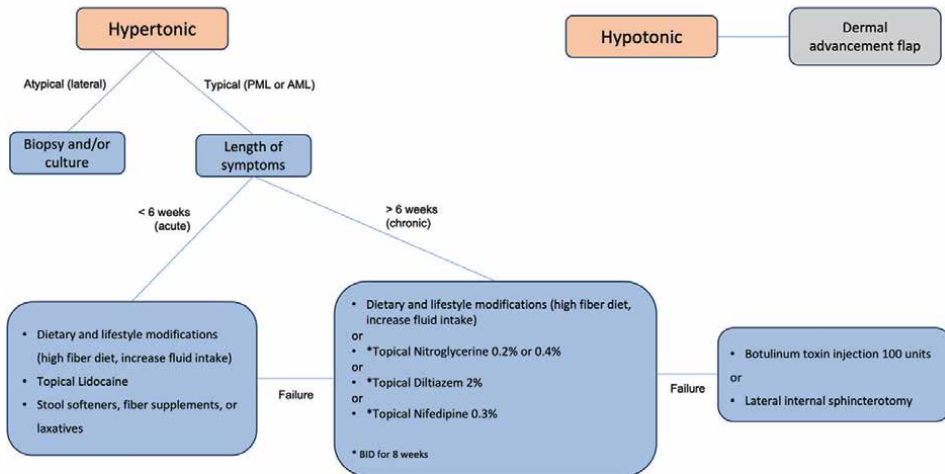 Hypertonic
Hypotonic
Dermal
advancement flap
Atypical (lateral)
Typical (PML or AML)
Biopsy and/or
culture
Length of
symptoms
< 6 weeks
(acute)
> 6 weeks
(chronic)
• Dietary and lifestyle modifications
(high fiber diet, increase fluid intake)
• Topical Lidocaine
• Stool softeners, fiber supplements, or
laxatives
Failure
• Dietary and lifestyle modifications (high fiber diet,
increase fluid intake)
or
• *Topical Nitroglycerine 0.2% or 0.4%
or
• *Topical Diltiazem 2%
or
• *Topical Nifedipine 0.3%
* BID for 8 weeks
Failure
• Botulinum toxin injection 100 units
or
• Lateral internal sphincterotomy